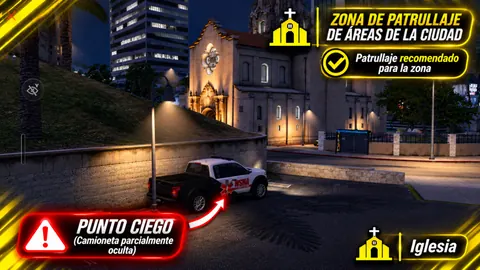 ZONA DE PATRULLAJE
DE ÁREAS DE LA CIUDAD
Patrullaje recomendado
para la zona
PUNTO CIEGO
(Camioneta parcialmente
oculta)
Iglesia